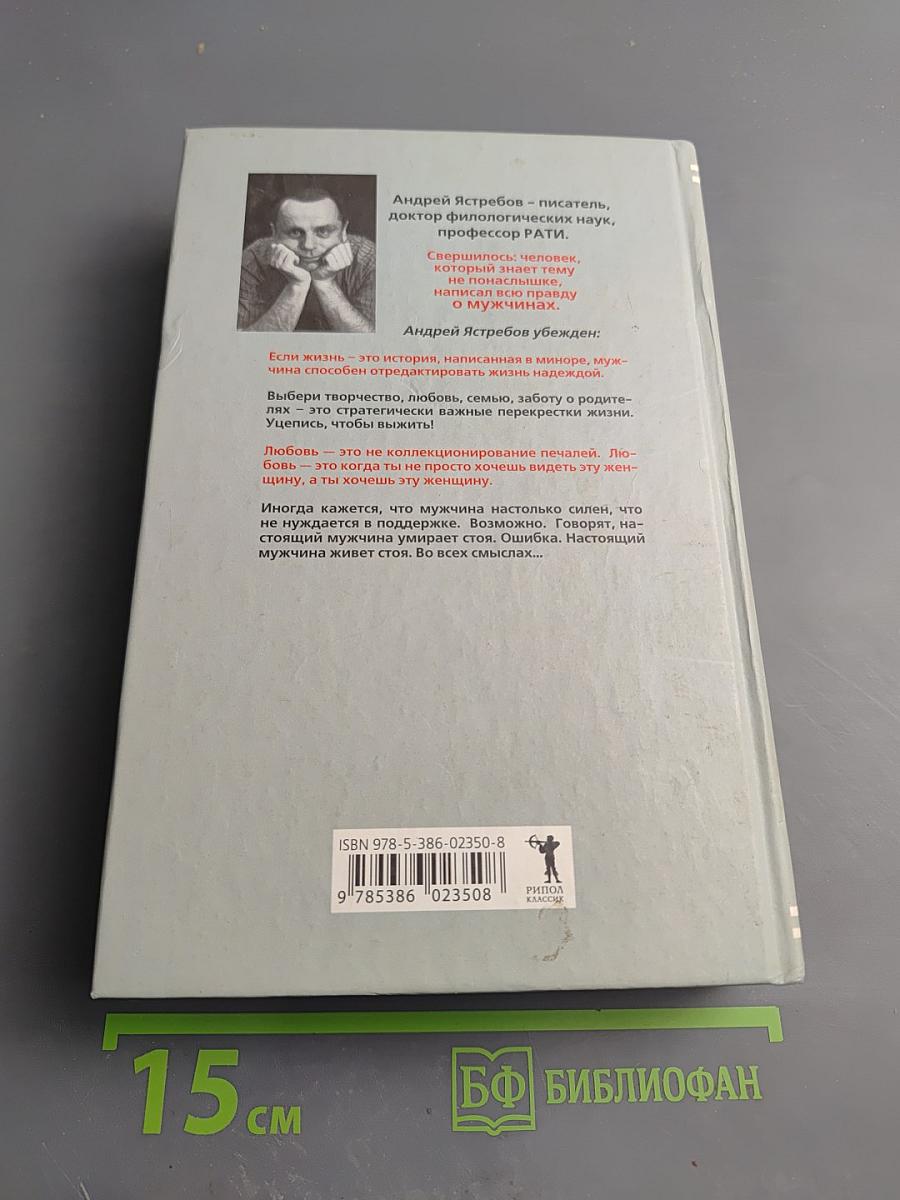 Андрей Ястребов – писатель,
доктор филологических наук,
профессор РАТИ.
Свершилось: человек,
который знает тему
не понаслышке,
написал всю правду
о мужчинах.
Андрей Ястребов убежден:
Если жизнь – это история, написанная в миноре, муж-
чина способен отредактировать жизнь надеждой.
Выбери творчество, любовь, семью, заботу о родите-
лях – это стратегически важные перекрестки жизни.
Уцепись, чтобы выжить!
Любовь — это не коллекционирование печалей. Лю-
бовь — это когда ты не просто хочешь видеть эту жен-
щину, а ты хочешь эту женщину.
Иногда кажется, что мужчина настолько силен, что
не нуждается в поддержке. Возможно. Говорят, на-
стоящий мужчина умирает стоя. Ошибка. Настоящий
мужчина живет стоя. Во всех смыслах...
ISBN 978-5-386-02350-8
9 785386 023508
РИПОЛ
КЛАССИК
15 см
БФ БИБЛИОФАН